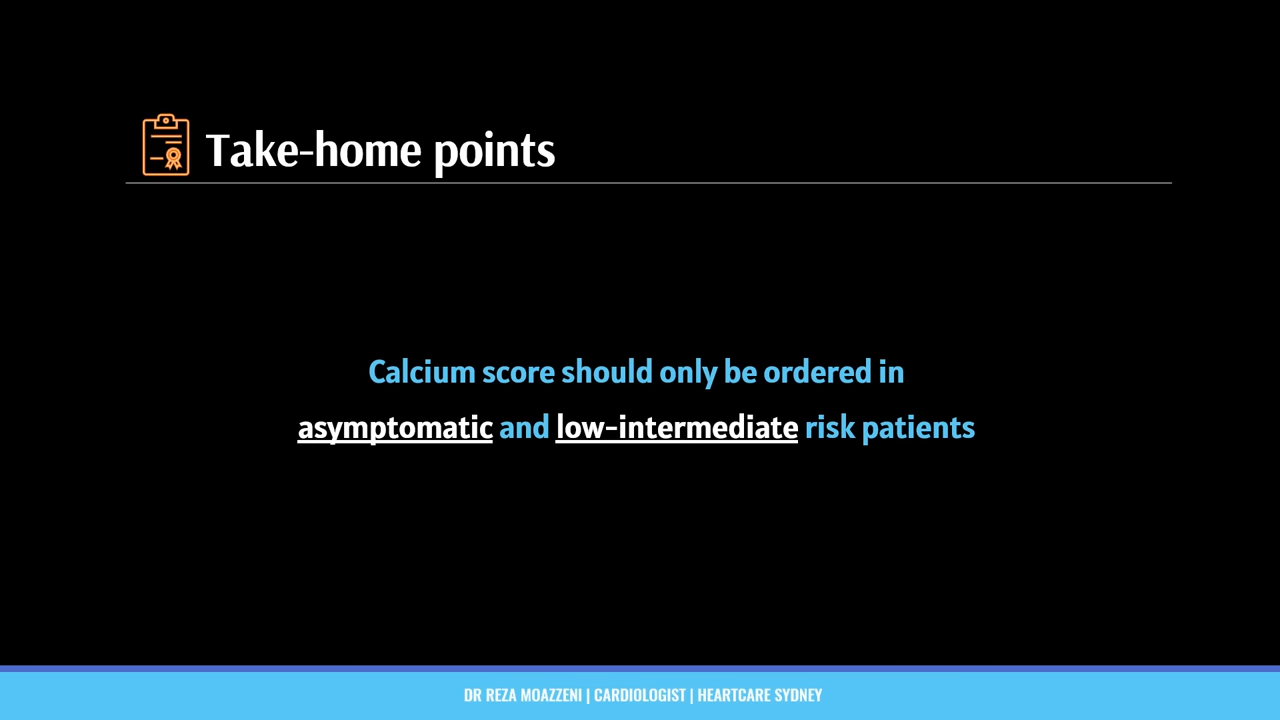 Take-home points
Calcium score should only be ordered in
asymptomatic and low-intermediate risk patients
DR REZA MOAZZENI | CARDIOLOGIST | HEARTCARE SYDNEY